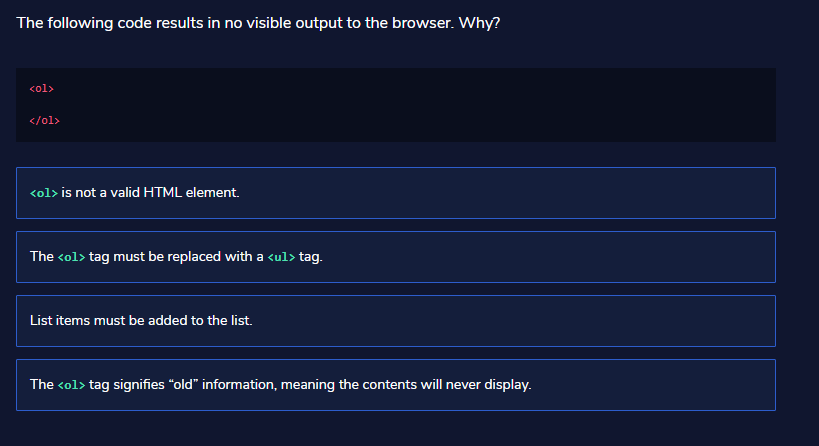 The following code results in no visible output to the browser. Why?
<ol>
</ol>
<ol> is not a valid HTML element.
The <ol> tag must be replaced with a <ul> tag.
List items must be added to the list.
The <ol> tag signifies “old” information, meaning the contents will never display.